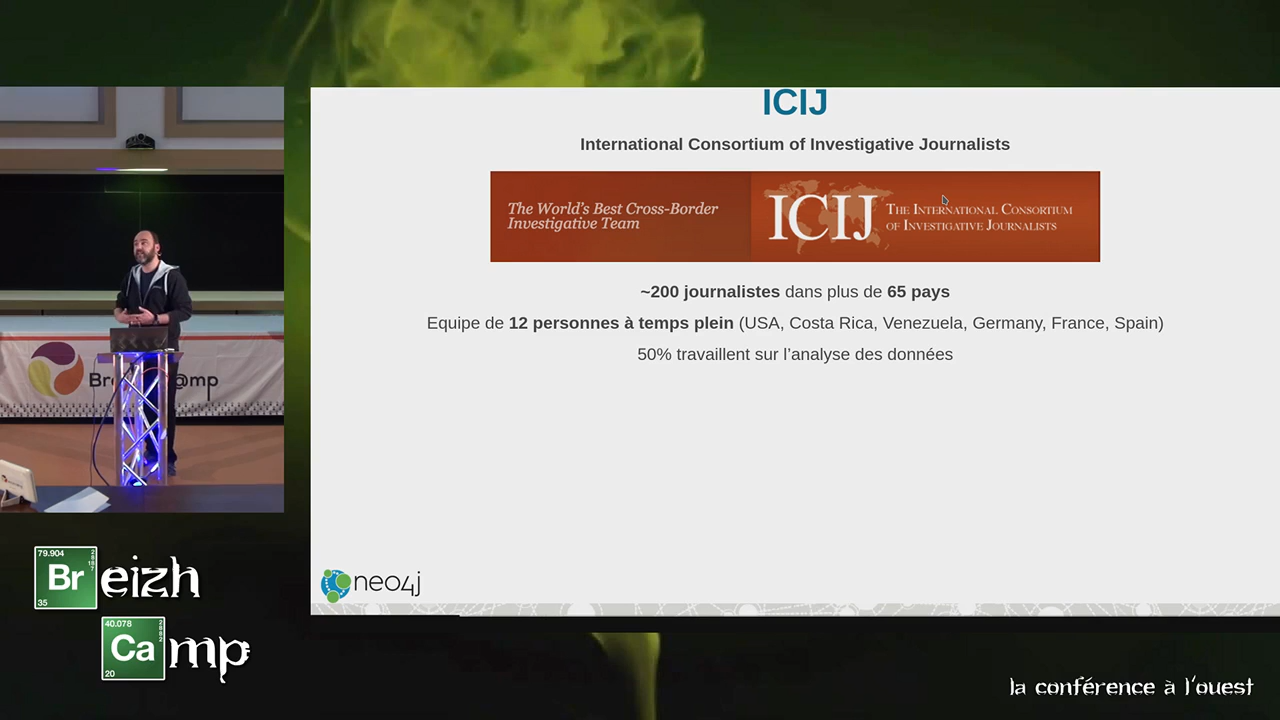 ICIJ
International Consortium of Investigative Journalists
The World's Best Cross-Border
Investigative Team
ICIJ
THE INTERNATIONAL CONSORTIUM
OF INVESTIGATIVE JOURNALISTS
~200 journalistes dans plus de 65 pays
Equipe de 12 personnes à temps plein (USA, Costa Rica, Venezuela, Germany, France, Spain)
50% travaillent sur l'analyse des données
neo4j
79.904
Br
35
eizh
40.078
Ca
20
mp
la conférence à l'ouest